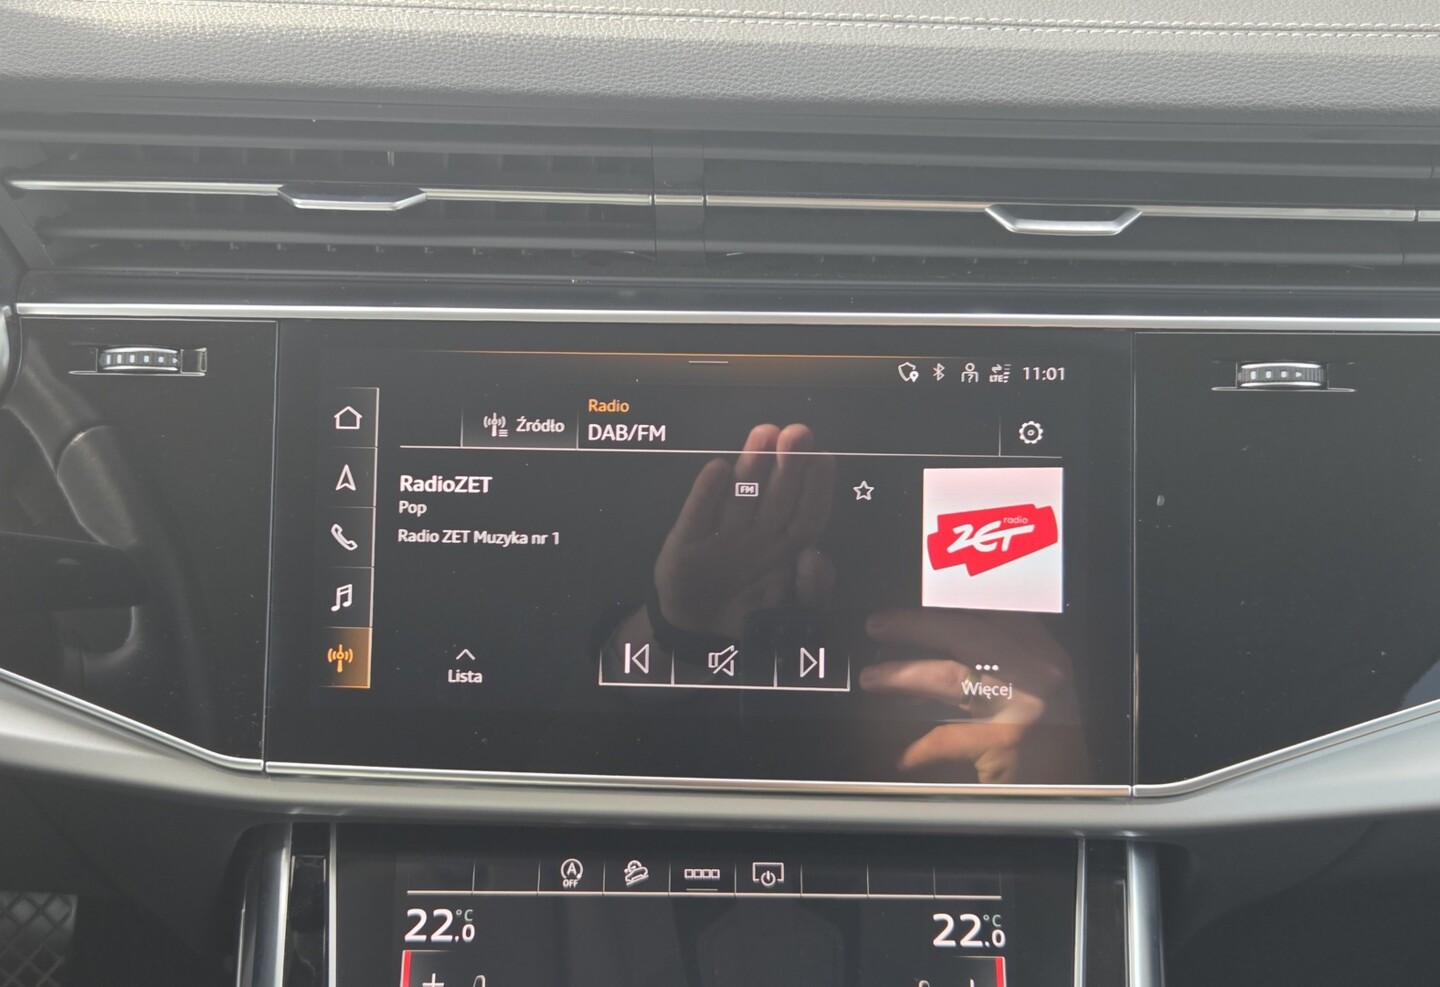 LTE 11:01
Źródło
Radio
DAB/FM
RadioZET
FM
Pop
Radio ZET Muzyka nr 1
radio
ZET
Lista
Więcej
A
OFF
22.0 °C
22.0 °C